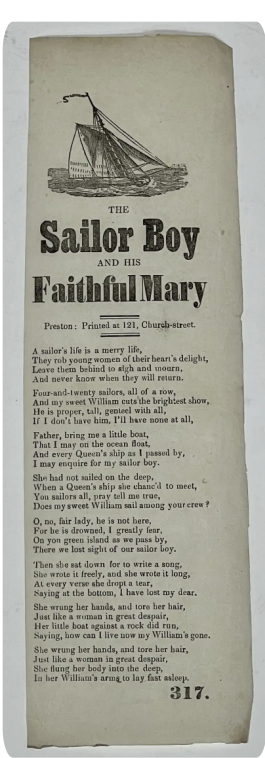 THE
Sailor Boy
AND HIS
Faithful Mary
Preston: Printed at 121, Church-street.
A sailor's life is a merry life,
They rob young women of their heart's delight,
Leave them behind to sigh and mourn,
And never know when they will return.
Four-and-twenty sailors, all of a row,
And my sweet William cuts the brightest show,
He is proper, tall, genteel with all,
If I don't have him, I'll have none at all,
Father, bring me a little boat,
That I may on the ocean float,
And every Queen's ship as I passed by,
I may enquire for my sailor boy.
She had not sailed on the deep,
When a Queen's ship she chanc'd to meet,
You sailors all, pray tell me true,
Does my sweet William sail among your crew?
O, no, fair lady, he is not here,
For he is drowned, I greatly fear,
On yon green island as we pass by,
There we lost sight of our sailor boy.
Then she sat down for to write a song,
She wrote it freely, and she wrote it long,
At every verse she dropt a tear,
Saying at the bottom, I have lost my dear.
She wrung her hands, and tore her hair,
Just like a woman in great despair,
Her little boat against a rock did run,
Saying, how can I live now my William's gone.
She wrung her hands, and tore her hair,
Just like a woman in great despair,
She flung her body into the deep,
In her William's arms to lay fast asleep.
317.